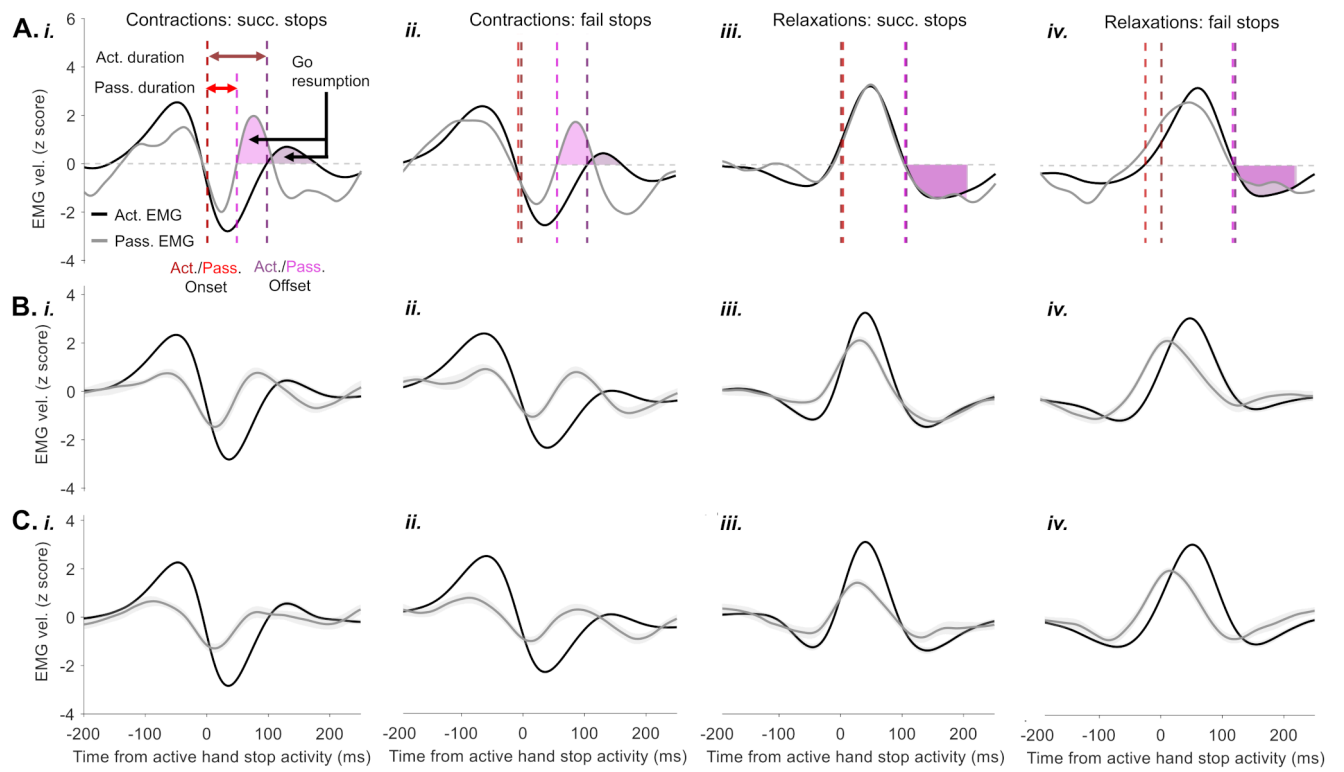 A. i. Contractions: succ. stops
ii. Contractions: fail stops
iii. Relaxations: succ. stops
iv. Relaxations: fail stops
6
4
2
0
-2
-4
EMG vel. (z score)
Act. duration
Pass. duration
Go
resumption
Act. EMG
Pass. EMG
Act./Pass.
Onset
Act./Pass.
Offset
B. i.
ii.
iii.
iv.
4
2
0
-2
-4
EMG vel. (z score)
C. i.
ii.
iii.
iv.
4
2
0
-2
-4
EMG vel. (z score)
-200 -100 0 100 200
-200 -100 0 100 200
-200 -100 0 100 200
-200 -100 0 100 200
Time from active hand stop activity (ms)
Time from active hand stop activity (ms)
Time from active hand stop activity (ms)
Time from active hand stop activity (ms)